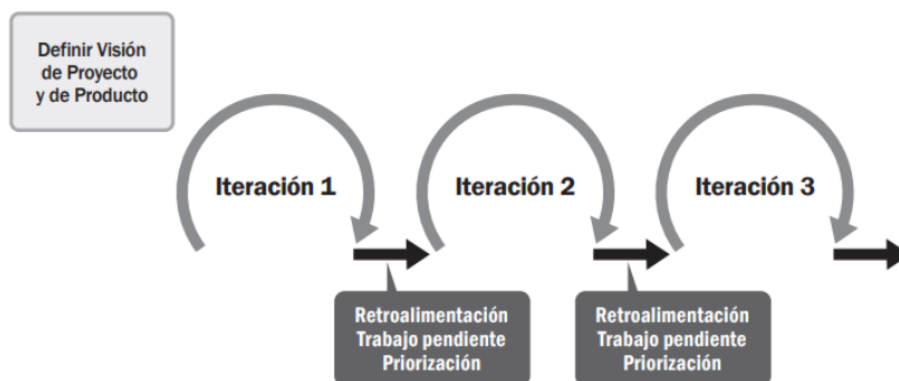 Definir Visión
de Proyecto
y de Producto
Iteración 1
Iteración 2
Iteración 3
Retroalimentación
Trabajo pendiente
Priorización
Retroalimentación
Trabajo pendiente
Priorización